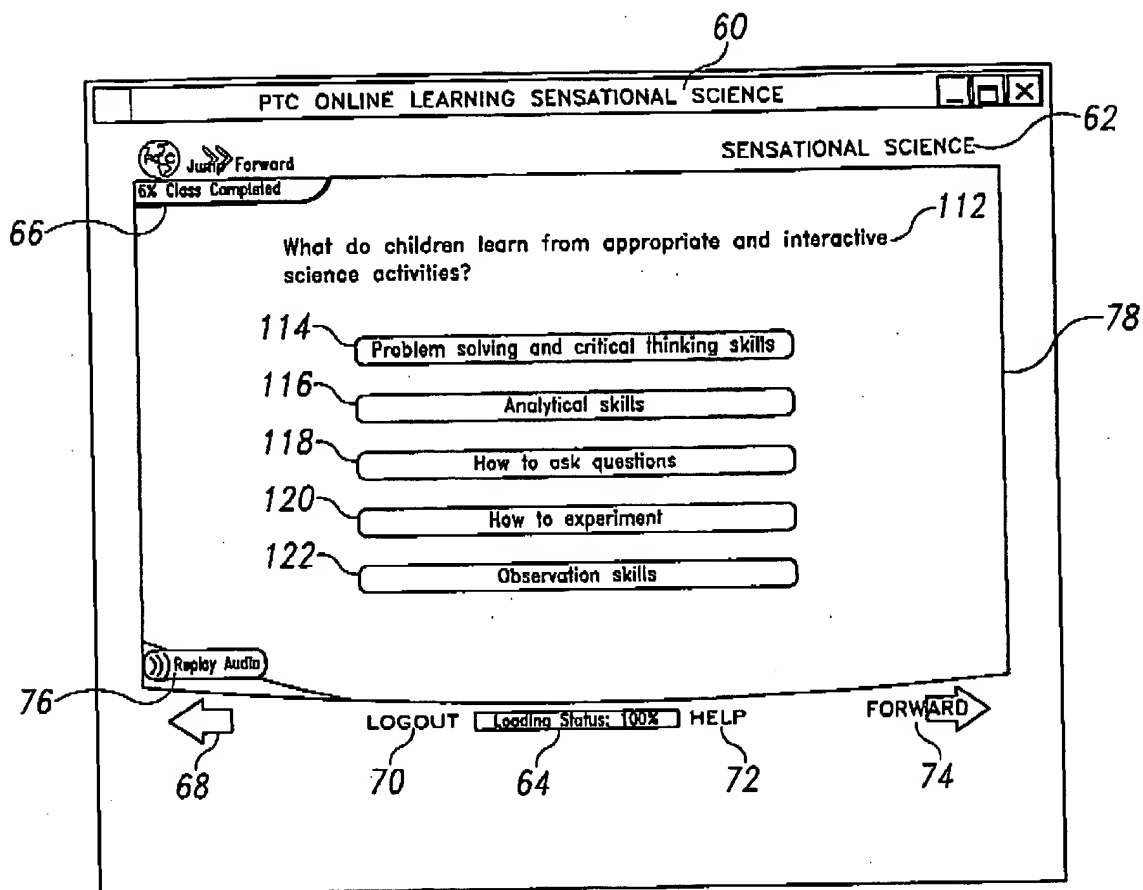 60
PTC ONLINE LEARNING SENSATIONAL SCIENCE
62
SENSATIONAL SCIENCE
Jump Forward
6% Class Completed
66
112
What do children learn from appropriate and interactive
science activities?
78
114
Problem solving and critical thinking skills
116
Analytical skills
118
How to ask questions
120
How to experiment
122
Observation skills
Replay Audio
76
LOGOUT
Loading Status: 100%
HELP
FORWARD
68
70
64
72
74